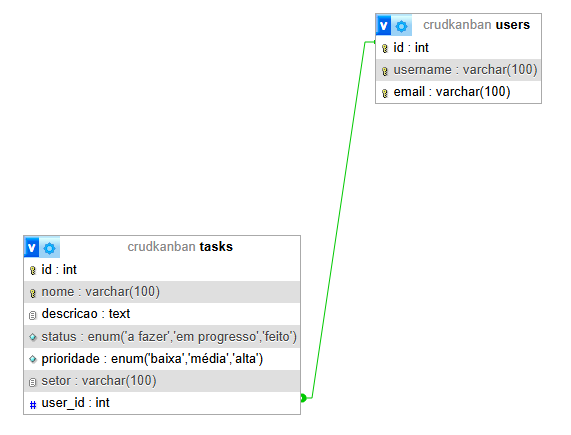 crudkanban users
id : int
username : varchar(100)
email : varchar(100)
crudkanban tasks
id : int
nome : varchar(100)
descricao : text
status : enum('a fazer','em progresso','feito')
prioridade : enum('baixa','média','alta')
setor : varchar(100)
# user_id : int